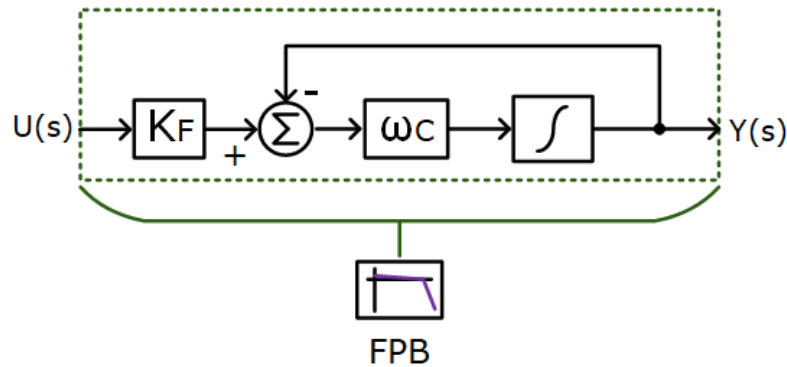 -
U(s) KF Σ ωC ∫ Y(s)
+
FPB